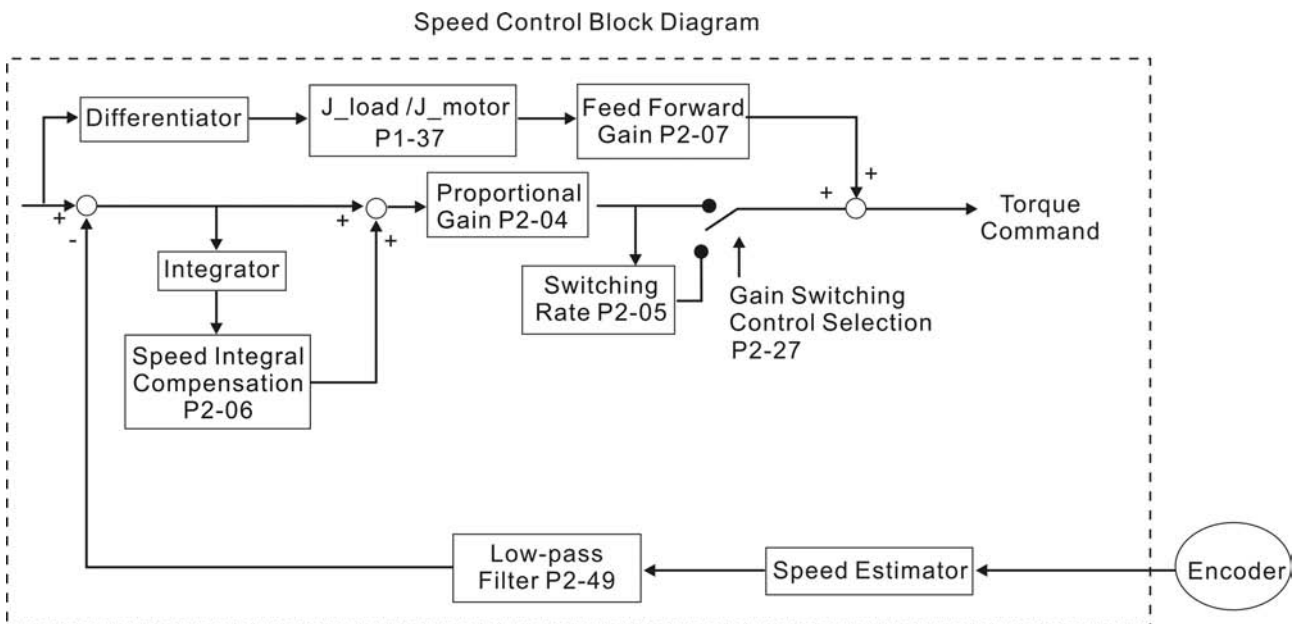 Speed Control Block Diagram
Differentiator
J_load /J_motor
P1-37
Feed Forward
Gain P2-07
+
+
-
+
+
Proportional
Gain P2-04
+
+
Torque
Command
Integrator
Switching
Rate P2-05
Gain Switching
Control Selection
P2-27
Speed Integral
Compensation
P2-06
Low-pass
Filter P2-49
Speed Estimator
Encoder